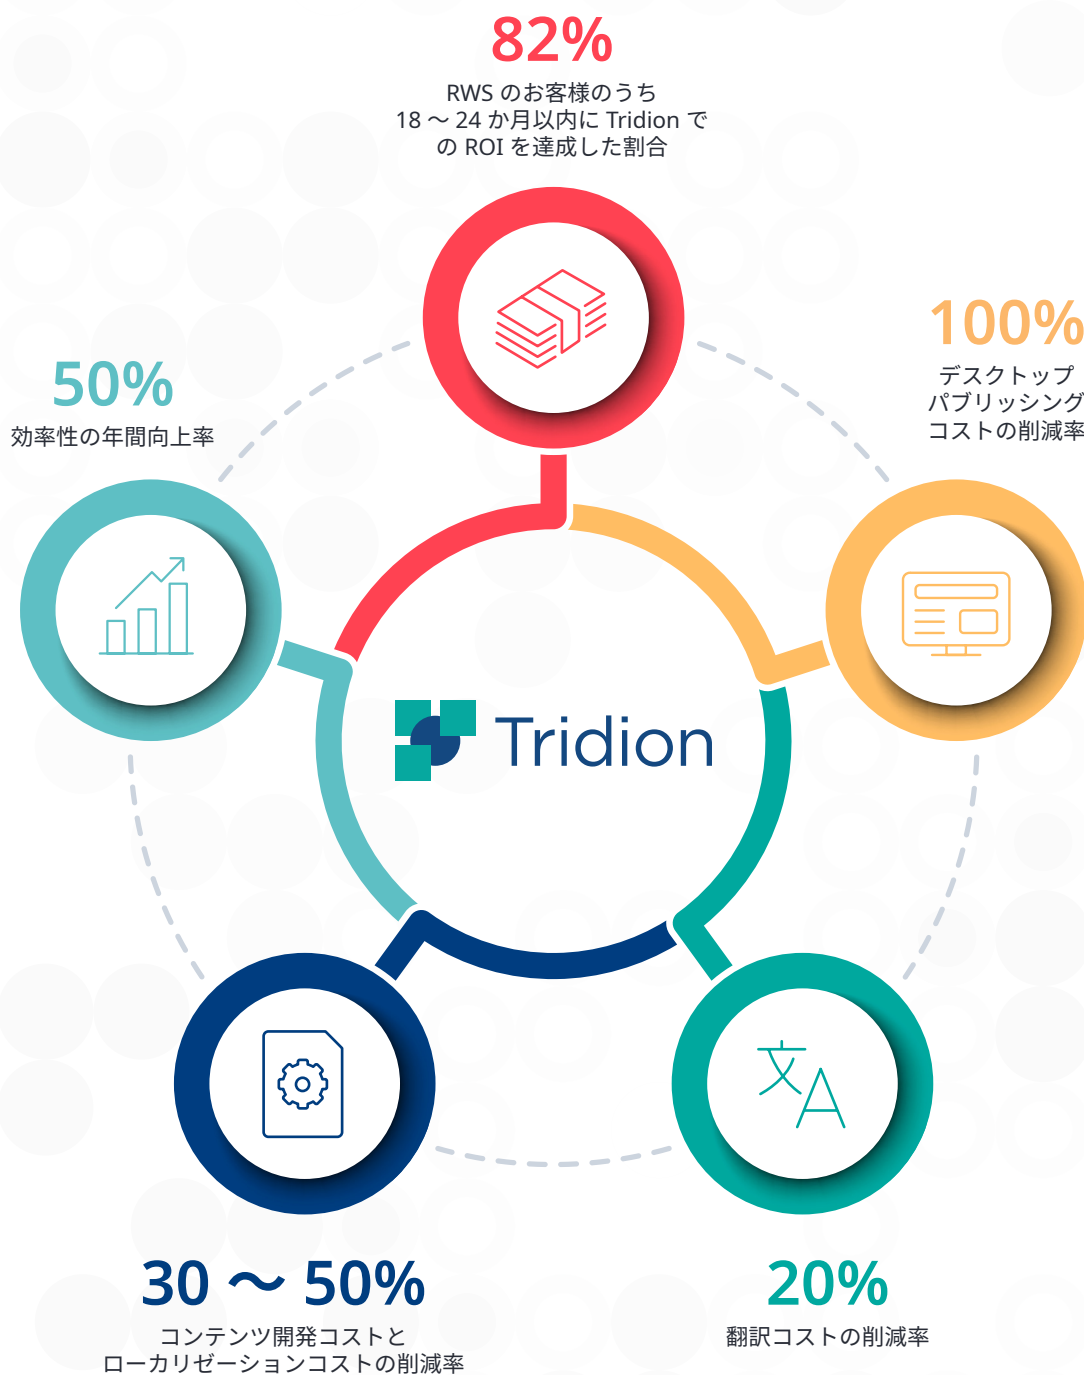 82%
RWS のお客様のうち
18 ～ 24 か月以内に Tridion で
の ROI を達成した割合
100%
デスクトップ
パブリッシング
コストの削減率
50%
効率性の年間向上率
Tridion
文A
30 ～ 50%
コンテンツ開発コストと
ローカリゼーションコストの削減率
20%
翻訳コストの削減率